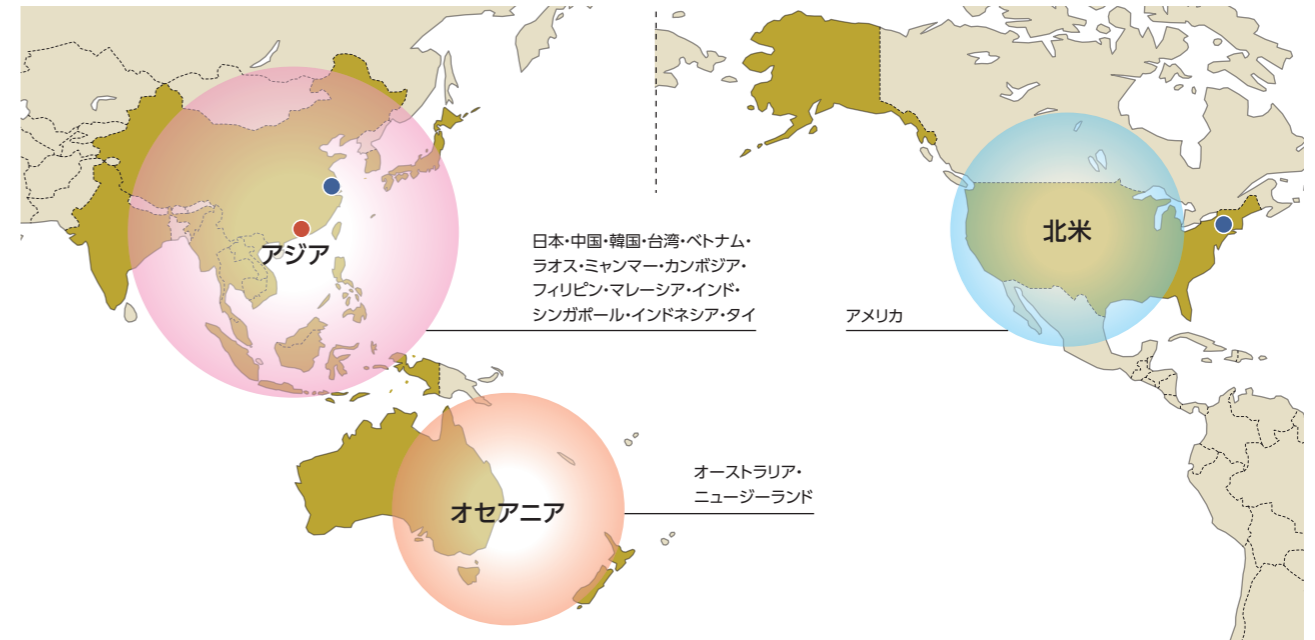 アジア
日本・中国・韓国・台湾・ベトナム・
ラオス・ミャンマー・カンボジア・
フィリピン・マレーシア・インド・
シンガポール・インドネシア・タイ
北米
アメリカ
オセアニア
オーストラリア・
ニュージーランド